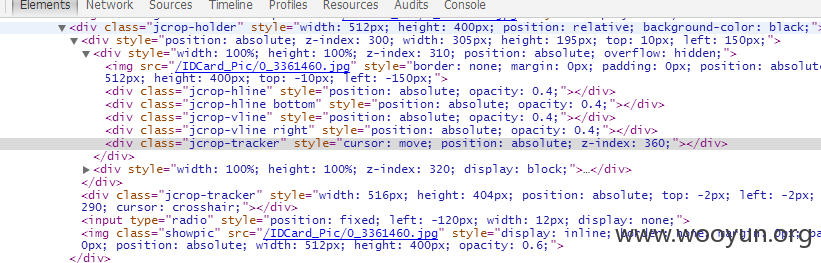 Elements Network Sources Timeline Profiles Resources Audits Console
▼<div class="jcrop-holder" style="width: 512px; height: 400px; position: relative; background-color: black;">
▼<div style="position: absolute; z-index: 300; width: 305px; height: 195px; top: 10px; left: 150px;">
▼<div style="width: 100%; height: 100%; z-index: 310; position: absolute; overflow: hidden;">
<img src="/IDCard_Pic/0_3361460.jpg" style="border: none; margin: 0px; padding: 0px; position: absolute
512px; height: 400px; top: -10px; left: -150px;">
<div class="jcrop-hline" style="position: absolute; opacity: 0.4;"></div>
<div class="jcrop-hline bottom" style="position: absolute; opacity: 0.4;"></div>
<div class="jcrop-vline" style="position: absolute; opacity: 0.4;"></div>
<div class="jcrop-vline right" style="position: absolute; opacity: 0.4;"></div>
<div class="jcrop-tracker" style="cursor: move; position: absolute; z-index: 360;"></div>
</div>
▶<div style="width: 100%; height: 100%; z-index: 320; display: block;">…</div>
</div>
<div class="jcrop-tracker" style="width: 516px; height: 404px; position: absolute; top: -2px; left: -2px;
290; cursor: crosshair;"></div>
<input type="radio" style="position: fixed; left: -120px; width: 12px; display: none;">
<img class="showpic" src="/IDCard_Pic/0_3361460.jpg" style="display: inline; border: none; margin: 0px; p
0px; position: absolute; width: 512px; height: 400px; opacity: 0.6;">
</div>
www.wooyun.org